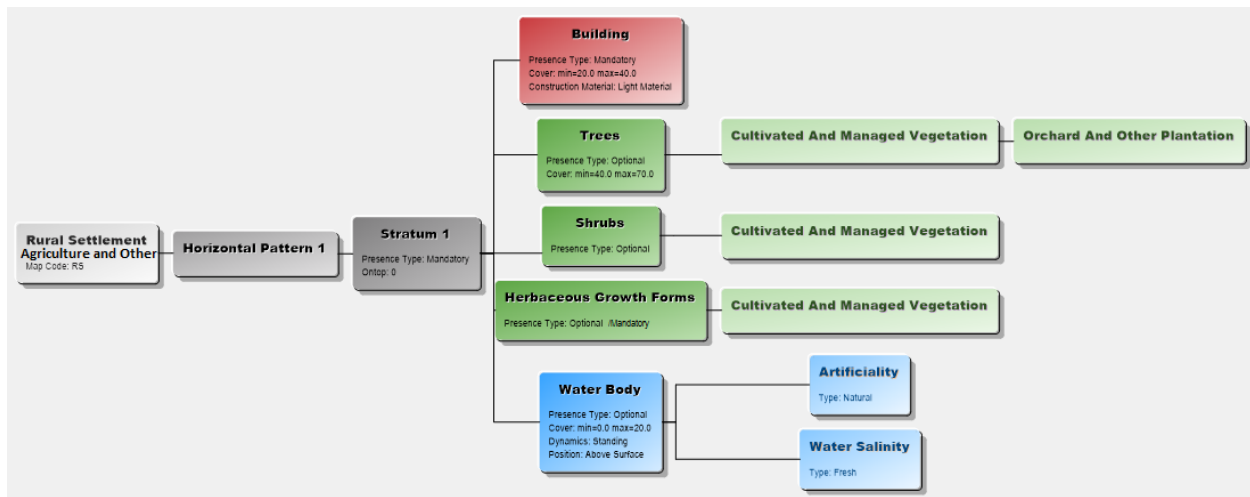 Building
Presence Type: Mandatory
Cover: min=20.0 max=40.0
Construction Material: Light Material
Trees
Presence Type: Optional
Cover: min=40.0 max=70.0
Cultivated And Managed Vegetation
Orchard And Other Plantation
Rural Settlement
Agriculture and Other
Map Code: RS
Horizontal Pattern 1
Stratum 1
Presence Type: Mandatory
Ontop: 0
Shrubs
Presence Type: Optional
Cultivated And Managed Vegetation
Herbaceous Growth Forms
Presence Type: Optional /Mandatory
Cultivated And Managed Vegetation
Water Body
Presence Type: Optional
Cover: min=0.0 max=20.0
Dynamics: Standing
Position: Above Surface
Artificiality
Type: Natural
Water Salinity
Type: Fresh